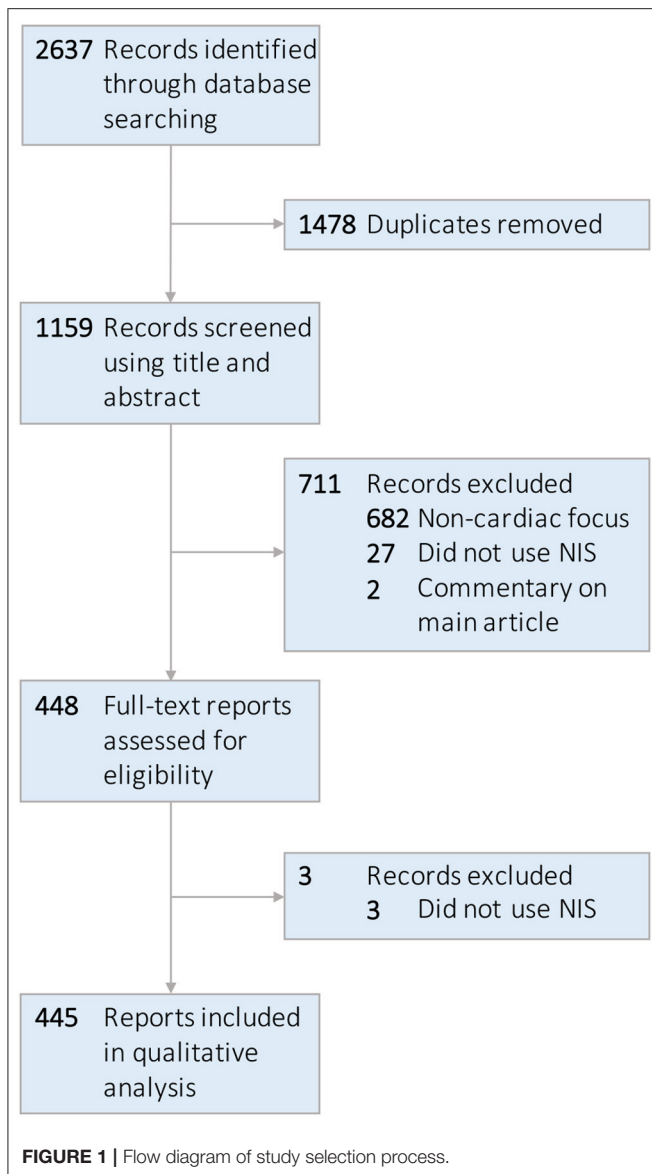 2637 Records identified
through database
searching
1478 Duplicates removed
1159 Records screened
using title and
abstract
711 Records excluded
682 Non-cardiac focus
27 Did not use NIS
2 Commentary on
main article
448 Full-text reports
assessed for
eligibility
3 Records excluded
3 Did not use NIS
445 Reports included
in qualitative
analysis
FIGURE 1 | Flow diagram of study selection process.